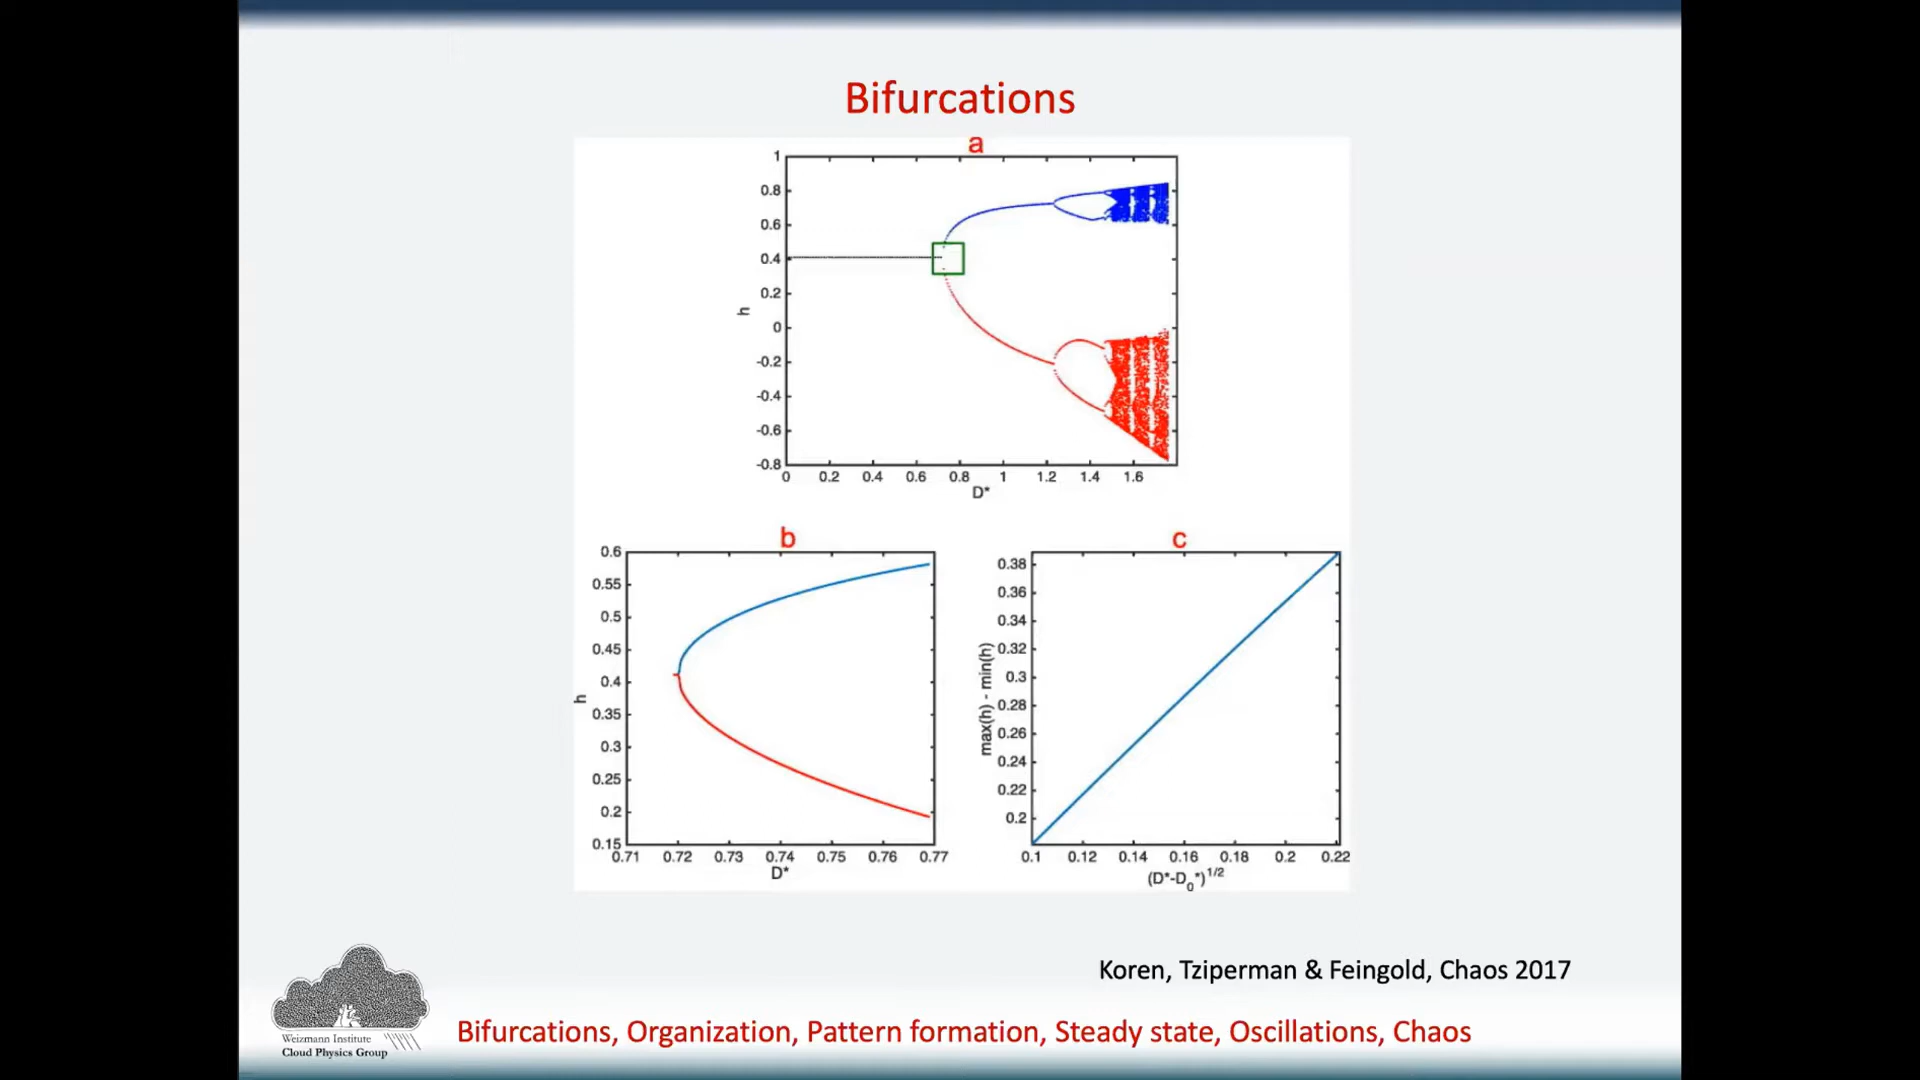 Bifurcations
a
1
0.8
0.6
0.4
0.2
0
-0.2
-0.4
-0.6
-0.8
h
0 0.2 0.4 0.6 0.8 1 1.2 1.4 1.6
D*
b
0.6
0.55
0.5
0.45
0.4
0.35
0.3
0.25
0.2
0.15
h
0.71 0.72 0.73 0.74 0.75 0.76 0.77
D*
c
0.38
0.36
0.34
0.32
0.3
0.28
0.26
0.24
0.22
0.2
max(h) - min(h)
0.1 0.12 0.14 0.16 0.18 0.2 0.22
(D*-D₀*)^1/2
Koren, Tziperman & Feingold, Chaos 2017
Weizmann Institute
Cloud Physics Group
Bifurcations, Organization, Pattern formation, Steady state, Oscillations, Chaos